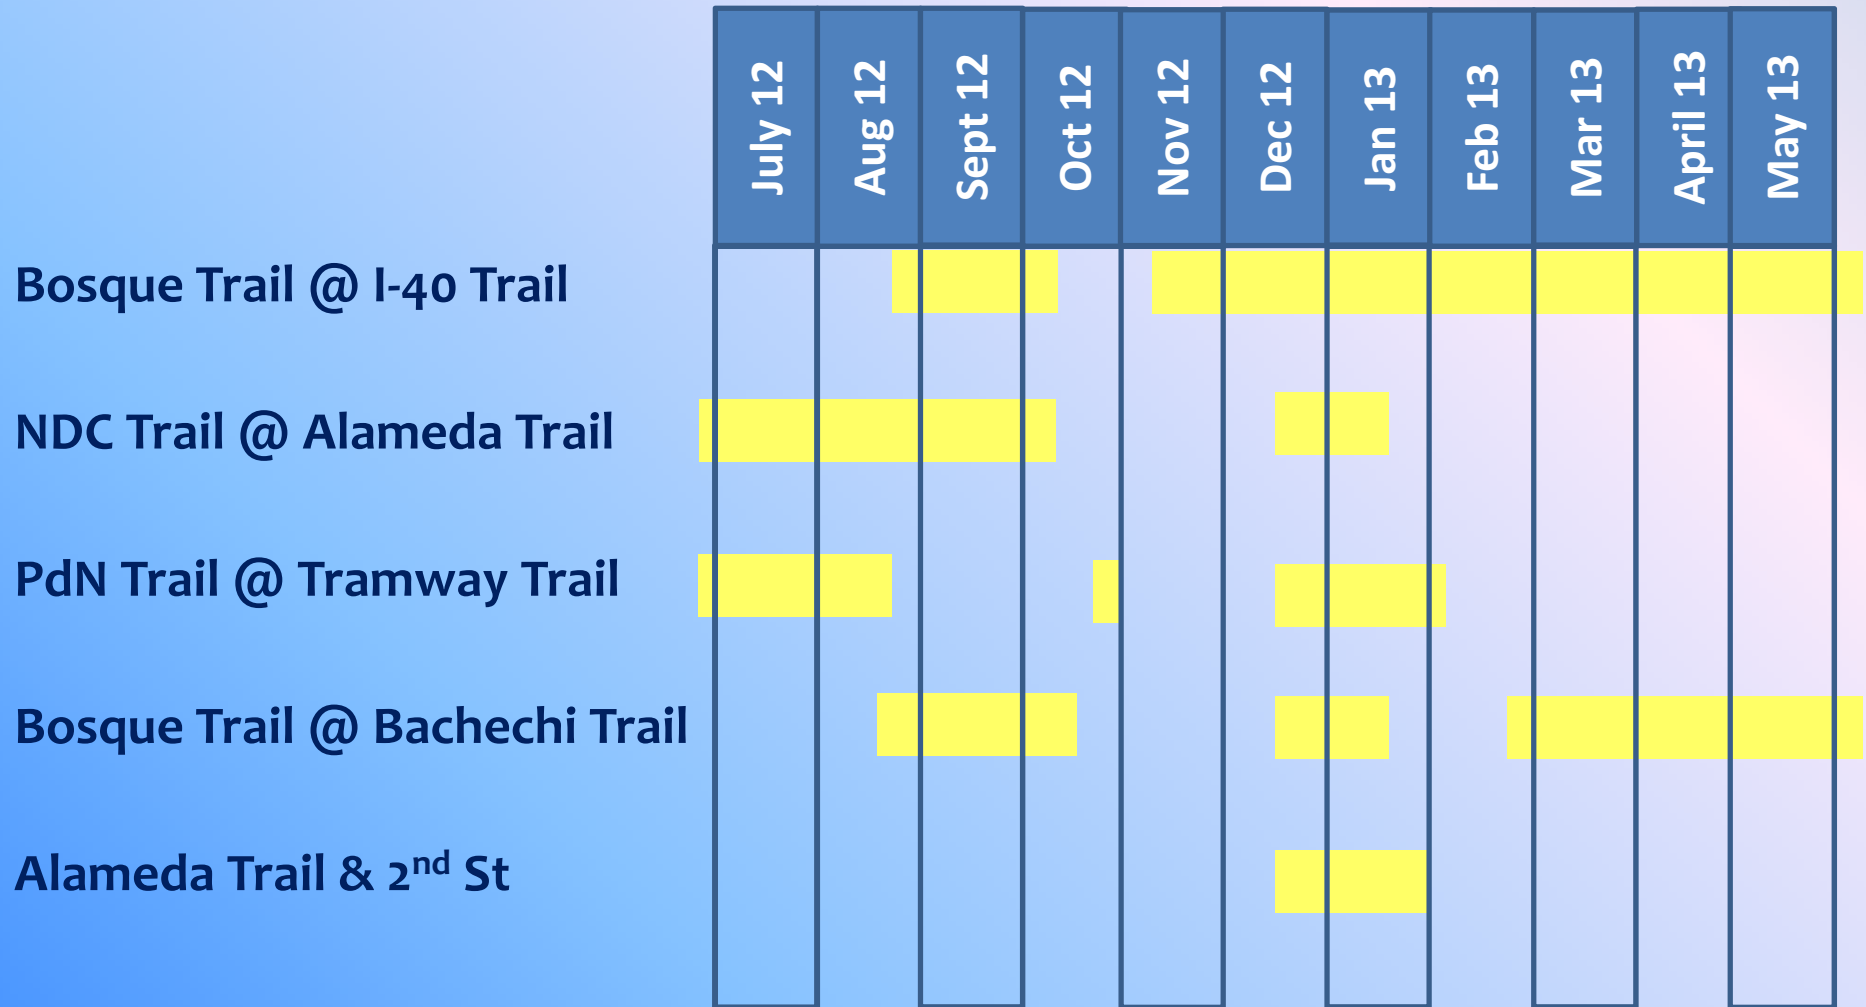 July 12
Aug 12
Sept 12
Oct 12
Nov 12
Dec 12
Jan 13
Feb 13
Mar 13
April 13
May 13
Bosque Trail @ I-40 Trail
NDC Trail @ Alameda Trail
PdN Trail @ Tramway Trail
Bosque Trail @ Bachechi Trail
Alameda Trail & 2nd St